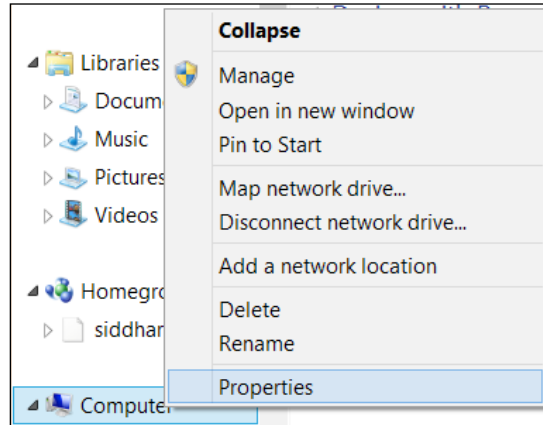 Libraries
Docum
Music
Pictures
Videos
Homegro
siddhar
Computer
Collapse
Manage
Open in new window
Pin to Start
Map network drive...
Disconnect network drive...
Add a network location
Delete
Rename
Properties